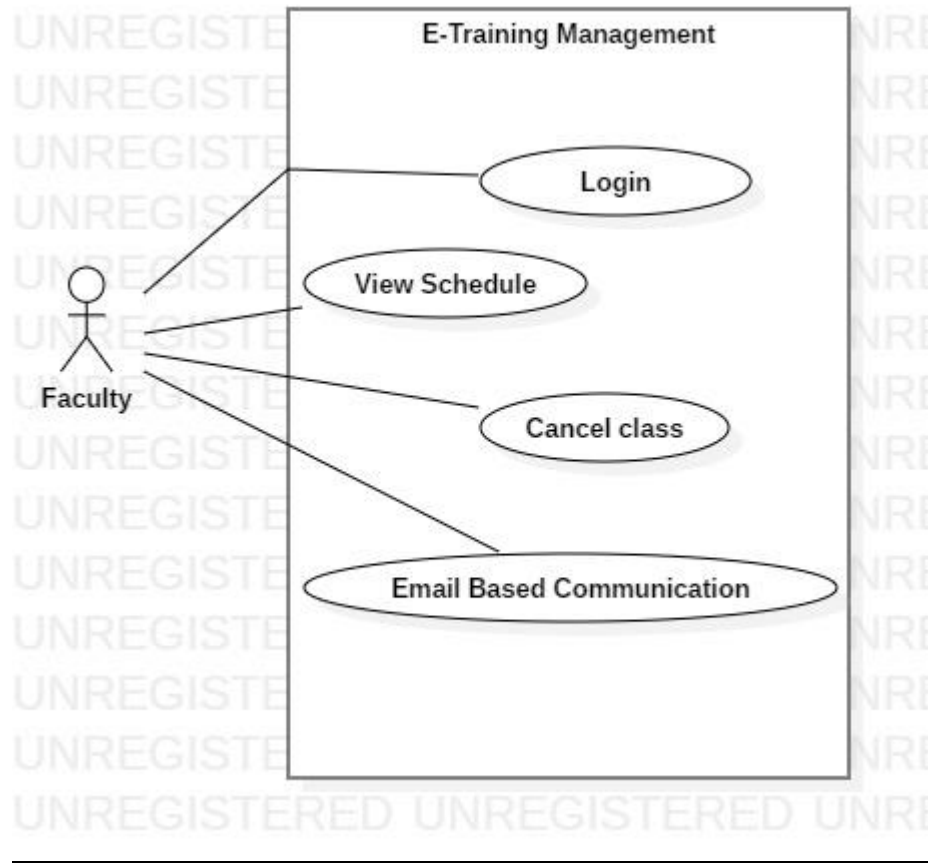 E-Training Management
Login
View Schedule
Faculty
Cancel class
Email Based Communication
UNREGISTERED UNREGISTERED